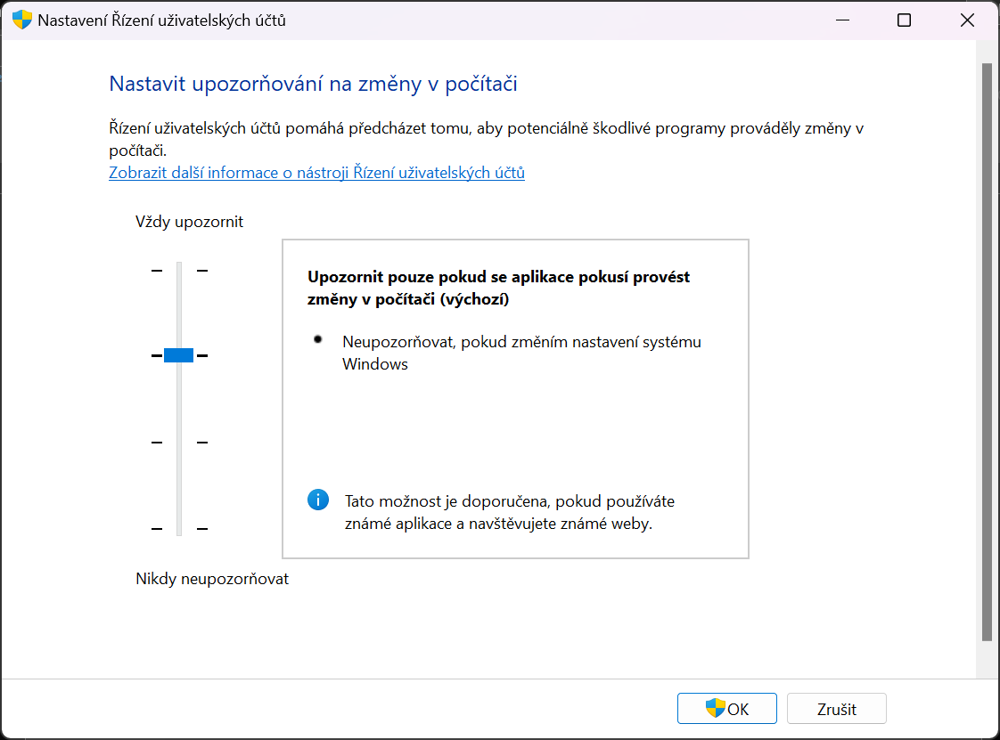 Nastavení Řízení uživatelských účtů
Nastavit upozorňování na změny v počítači
Řízení uživatelských účtů pomáhá předcházet tomu, aby potenciálně škodlivé programy prováděly změny v
počítači.
Zobrazit další informace o nástroji Řízení uživatelských účtů
Vždy upozornit
Upozornit pouze pokud se aplikace pokusí provést
změny v počítači (výchozí)
Neupozorňovat, pokud změním nastavení systému
Windows
Tato možnost je doporučena, pokud používáte
známé aplikace a navštěvujete známé weby.
Nikdy neupozorňovat
OK
Zrušit